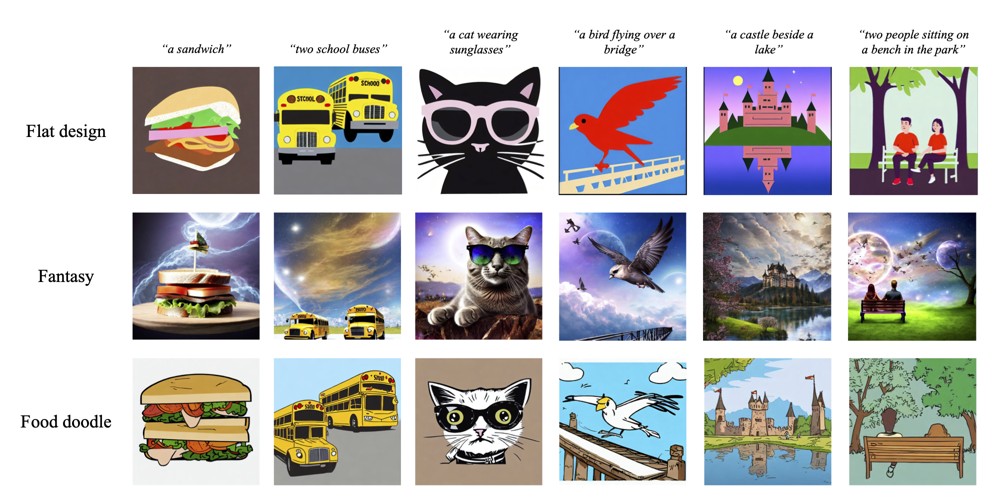 “a sandwich”
“two school buses”
“a cat wearing
sunglasses”
“a bird flying over a
bridge”
“a castle beside a
lake”
“two people sitting on
a bench in the park”
Flat design
STCOOL
SCHOOL
Fantasy
Food doodle